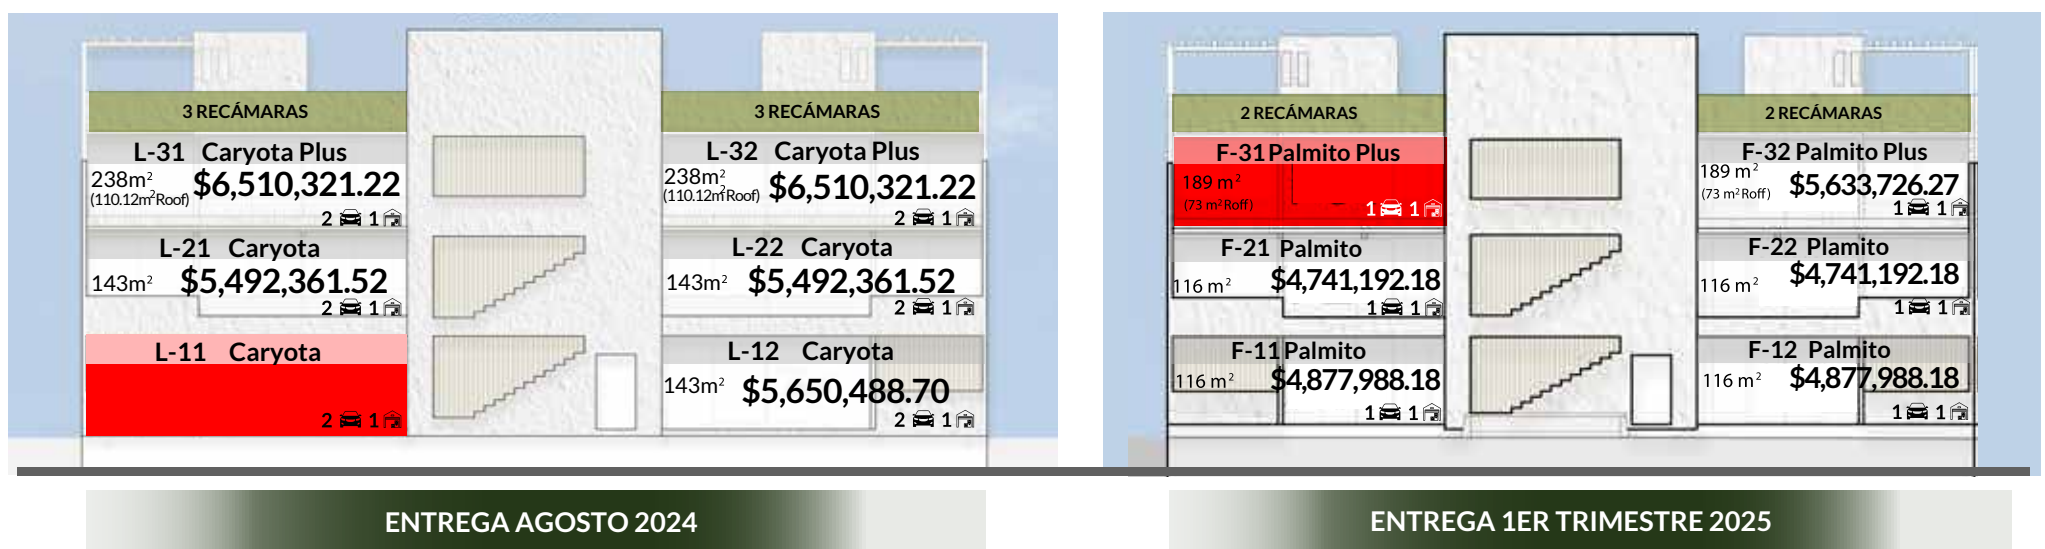 3 RECÁMARAS
3 RECÁMARAS
L-31 Caryota Plus
238m²
(110.12m²Roof)
$6,510,321.22
2 1
L-32 Caryota Plus
238m²
(110.12m²Roof)
$6,510,321.22
2 1
L-21 Caryota
143m² $5,492,361.52
2 1
L-22 Caryota
143m² $5,492,361.52
2 1
L-11 Caryota
2 1
L-12 Caryota
143m² $5,650,488.70
2 1
ENTREGA AGOSTO 2024
2 RECÁMARAS
2 RECÁMARAS
F-31 Palmito Plus
189 m²
(73 m² Roff)
1 1
F-32 Palmito Plus
189 m²
(73 m² Roff)
$5,633,726.27
1 1
F-21 Palmito
116 m² $4,741,192.18
1 1
F-22 Plamito
116 m² $4,741,192.18
1 1
F-11 Palmito
116 m² $4,877,988.18
1 1
F-12 Palmito
116 m² $4,877,988.18
1 1
ENTREGA 1ER TRIMESTRE 2025